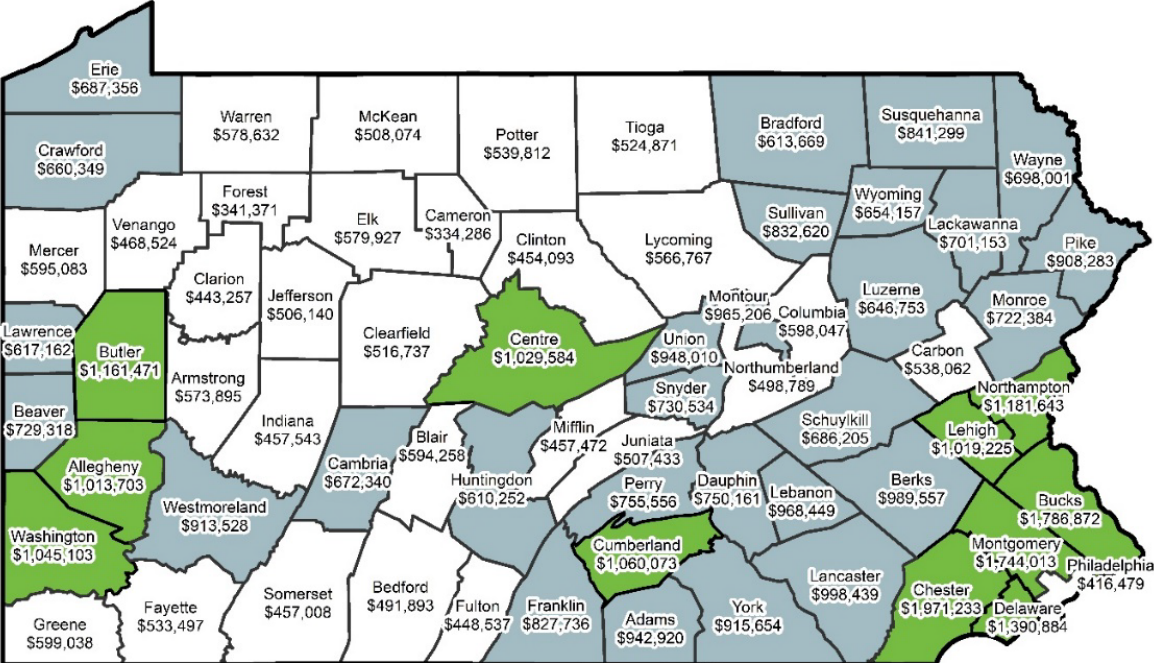 Erie
$687,356
Crawford
$660,349
Warren
$578,632
McKean
$508,074
Potter
$539,812
Tioga
$524,871
Bradford
$613,669
Susquehanna
$841,299
Wayne
$698,001
Forest
$341,371
Venango
$468,524
Mercer
$595,083
Elk
$579,927
Cameron
$334,286
Clinton
$454,093
Lycoming
$566,767
Sullivan
$832,620
Wyoming
$654,157
Lackawanna
$701,153
Pike
$908,283
Clarion
$443,257
Jefferson
$506,140
Clearfield
$516,737
Centre
$1,029,584
Montour
$965,206
Columbia
$598,047
Luzerne
$646,753
Monroe
$722,384
Lawrence
$617,162
Butler
$1,161,471
Union
$948,010
Carbon
$538,062
Armstrong
$573,895
Northumberland
$498,789
Northampton
$1,181,643
Snyder
$730,534
Beaver
$729,318
Indiana
$457,543
Blair
$594,258
Mifflin
$457,472
Juniata
$507,433
Schuylkill
$686,205
Lehigh
$1,019,225
Allegheny
$1,013,703
Cambria
$672,340
Huntingdon
$610,252
Perry
$755,556
Dauphin
$750,161
Lebanon
$968,449
Berks
$989,557
Bucks
$1,786,872
Westmoreland
$913,528
Washington
$1,045,103
Cumberland
$1,060,073
Montgomery
$1,744,013
Philadelphia
$416,479
Greene
$599,038
Fayette
$533,497
Somerset
$457,008
Bedford
$491,893
Fulton
$448,537
Franklin
$827,736
Adams
$942,920
York
$915,654
Lancaster
$998,439
Chester
$1,971,233
Delaware
$1,390,884